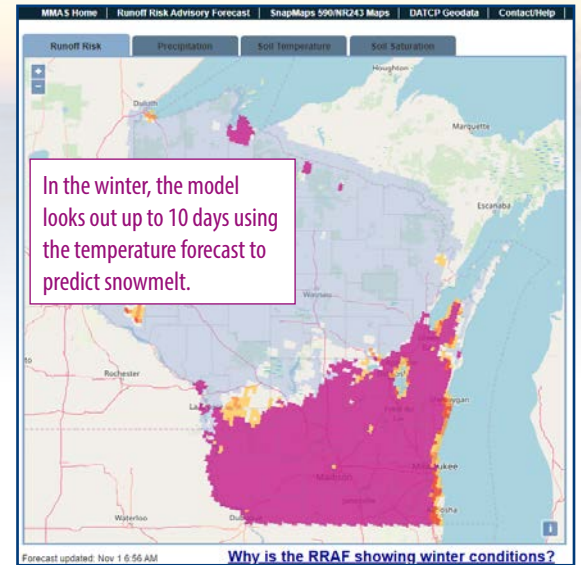 MMAS Home | Runoff Risk Advisory Forecast | SnapMaps 590/NR243 Maps | DATCP Geodata | Contact/Help
Runoff Risk
Precipitation
Soil Temperature
Soil Saturation
+
−
Houghton
Duluth
Marquette
In the winter, the model
looks out up to 10 days using
the temperature forecast to
predict snowmelt.
Escanaba
Wausau
Rochester
Madison
Waterloo
i
Forecast updated: Nov 1 6:56 AM
Why is the RRAF showing winter conditions?